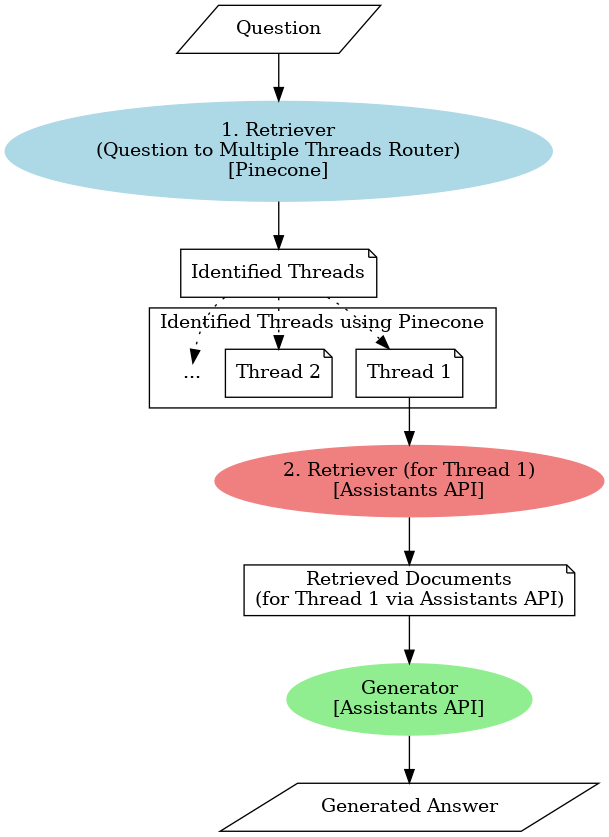 Question
1. Retriever
(Question to Multiple Threads Router)
[Pinecone]
Identified Threads
Identified Threads using Pinecone
...
Thread 2
Thread 1
2. Retriever (for Thread 1)
[Assistants API]
Retrieved Documents
(for Thread 1 via Assistants API)
Generator
[Assistants API]
Generated Answer